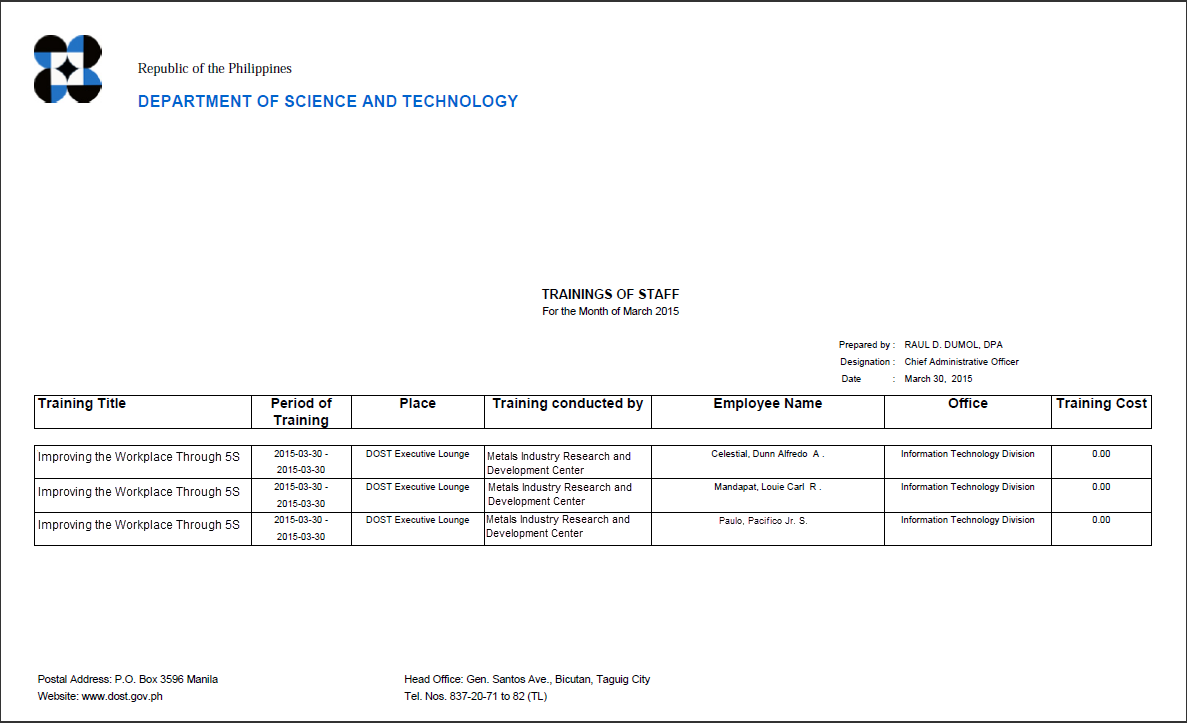 Republic of the Philippines
DEPARTMENT OF SCIENCE AND TECHNOLOGY
TRAININGS OF STAFF
For the Month of March 2015
Prepared by : RAUL D. DUMOL, DPA
Designation : Chief Administrative Officer
Date : March 30, 2015
Training Title Period of Training Place Training conducted by Employee Name Office Training Cost
Improving the Workplace Through 5S 2015-03-30 - 2015-03-30 DOST Executive Lounge Metals Industry Research and Development Center Celestial, Dunn Alfredo A . Information Technology Division 0.00
Improving the Workplace Through 5S 2015-03-30 - 2015-03-30 DOST Executive Lounge Metals Industry Research and Development Center Mandapat, Louie Carl R . Information Technology Division 0.00
Improving the Workplace Through 5S 2015-03-30 - 2015-03-30 DOST Executive Lounge Metals Industry Research and Development Center Paulo, Pacifico Jr. S. Information Technology Division 0.00
Postal Address: P.O. Box 3596 Manila Head Office: Gen. Santos Ave., Bicutan, Taguig City
Website: www.dost.gov.ph Tel. Nos. 837-20-71 to 82 (TL)